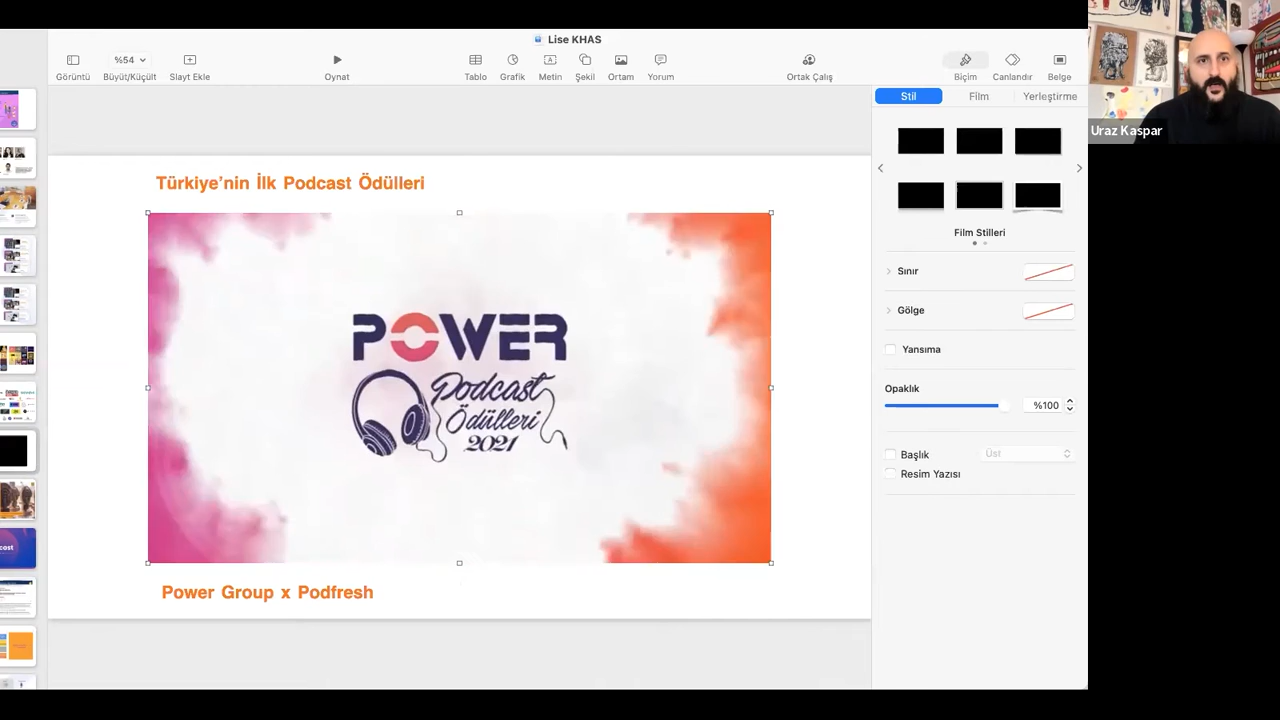 Lise KHAS
%54
Görüntü
Büyüt/Küçült
Slayt Ekle
Oynat
Tablo
Grafik
Metin
Şekil
Ortam
Yorum
Ortak Çalış
Biçim
Canlandır
Belge
Stil
Film
Yerleştirme
Uraz Kaspar
Türkiye'nin İlk Podcast Ödülleri
POWER
Podcast
Ödülleri
2021
Power Group x Podfresh
Film Stilleri
Sınır
Gölge
Yansıma
Opaklık
%100
Başlık
Üst
Resim Yazısı
cast